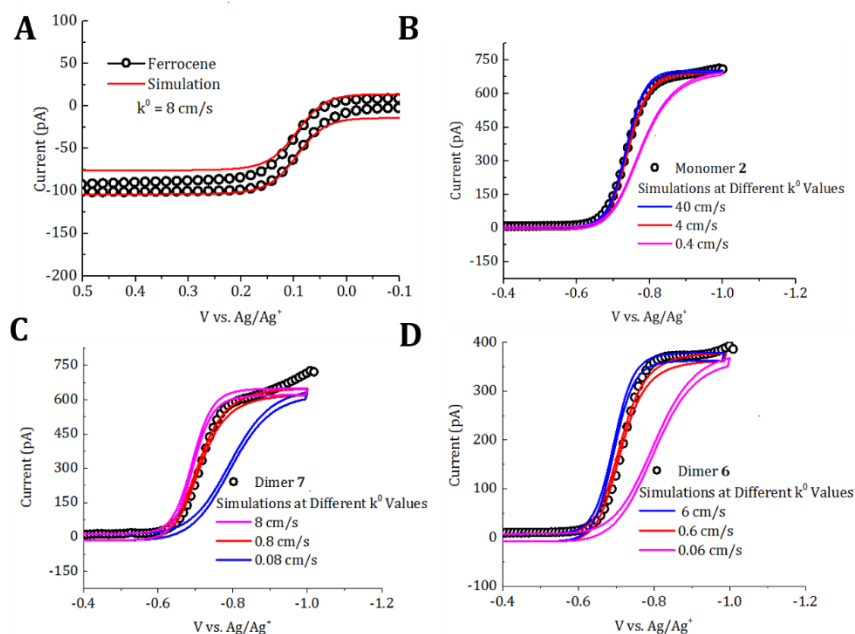 A
100
50
0
-50
-100
-150
-200
Current (pA)
Ferrocene
Simulation
k⁰ = 8 cm/s
0.5 0.4 0.3 0.2 0.1 0.0 -0.1
V vs. Ag/Ag⁺
B
750
600
450
300
150
0
-150
Current (pA)
Monomer 2
Simulations at Different k⁰ Values
40 cm/s
4 cm/s
0.4 cm/s
-0.4 -0.6 -0.8 -1.0 -1.2
V vs. Ag/Ag⁺
C
750
600
450
300
150
0
-150
Current (pA)
Dimer 7
Simulations at Different k⁰ Values
8 cm/s
0.8 cm/s
0.08 cm/s
-0.4 -0.6 -0.8 -1.0 -1.2
V vs. Ag/Ag⁺
D
400
300
200
100
0
-100
Current (pA)
Dimer 6
Simulations at Different k⁰ Values
6 cm/s
0.6 cm/s
0.06 cm/s
-0.4 -0.6 -0.8 -1.0 -1.2
V vs. Ag/Ag⁺